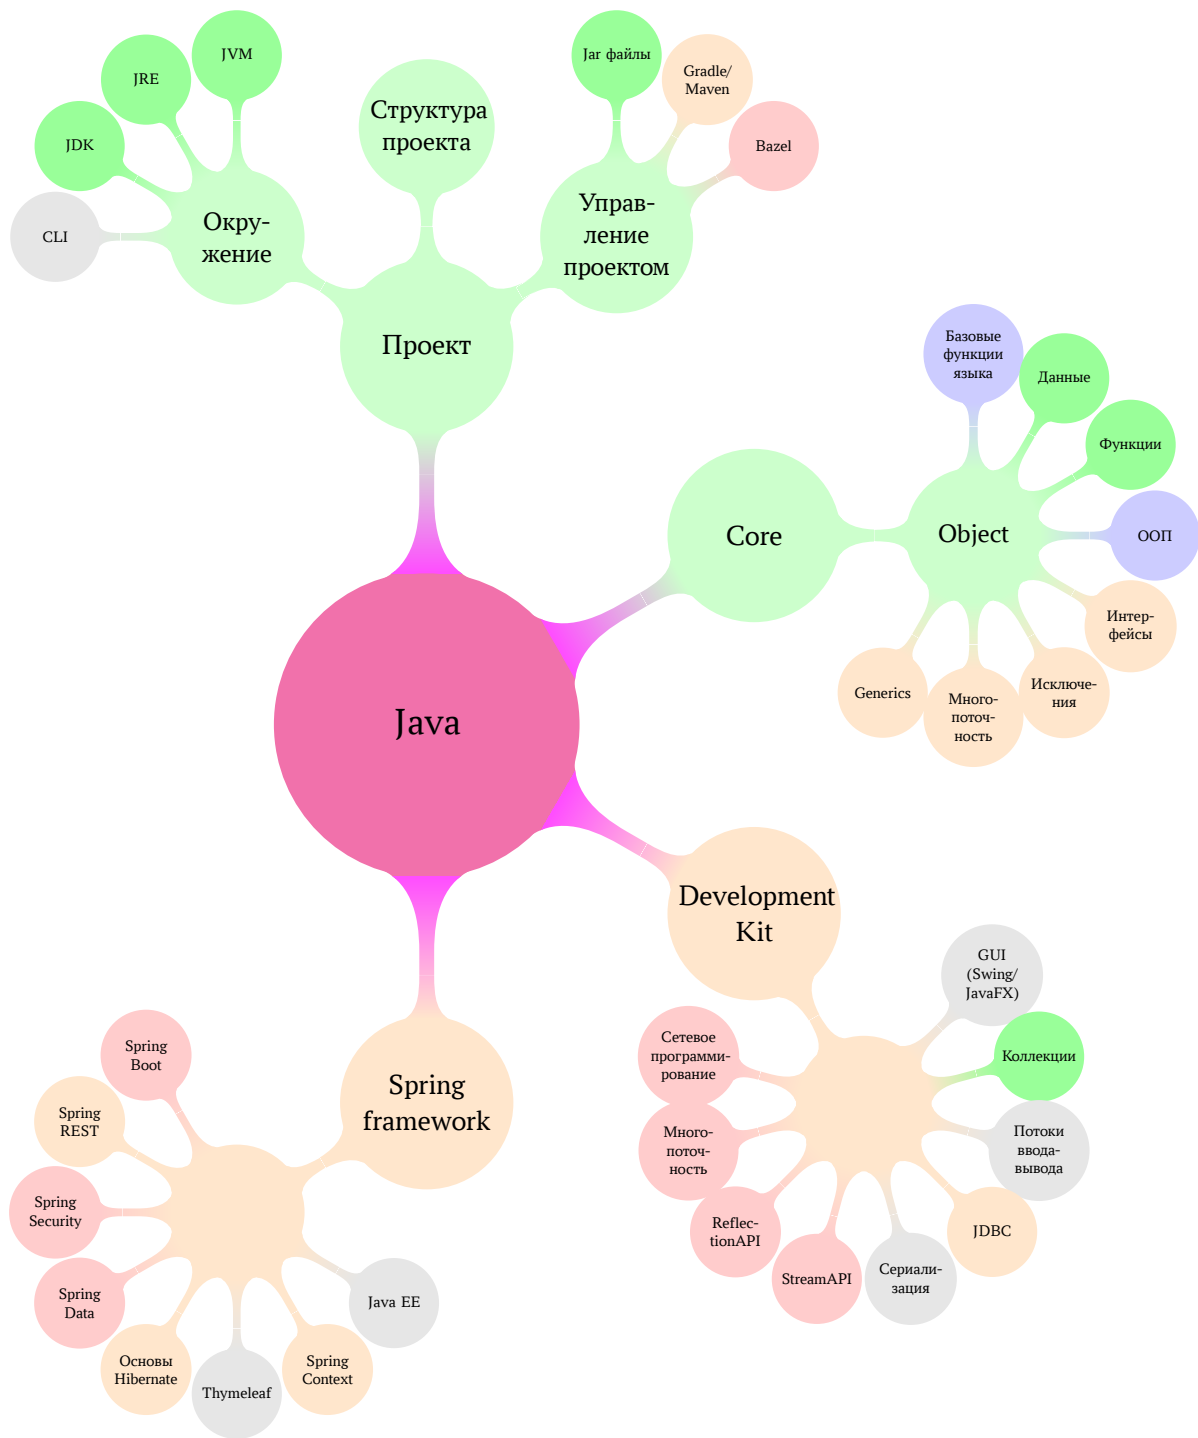 JVM
JRE
JDK
CLI
Окру-
жение
Структура
проекта
Jar файлы
Gradle/
Maven
Bazel
Управ-
ление
проектом
Проект
Базовые
функции
языка
Данные
Функции
ООП
Интер-
фейсы
Исключе-
ния
Много-
поточ-
ность
Generics
Object
Core
Java
Development
Kit
GUI
(Swing/
JavaFX)
Коллекции
Потоки
ввода-
вывода
JDBC
Сериали-
зация
StreamAPI
Reflec-
tionAPI
Много-
поточ-
ность
Сетевое
программи-
рование
Spring
framework
Spring
Boot
Spring
REST
Spring
Security
Spring
Data
Основы
Hibernate
Thymeleaf
Spring
Context
Java EE